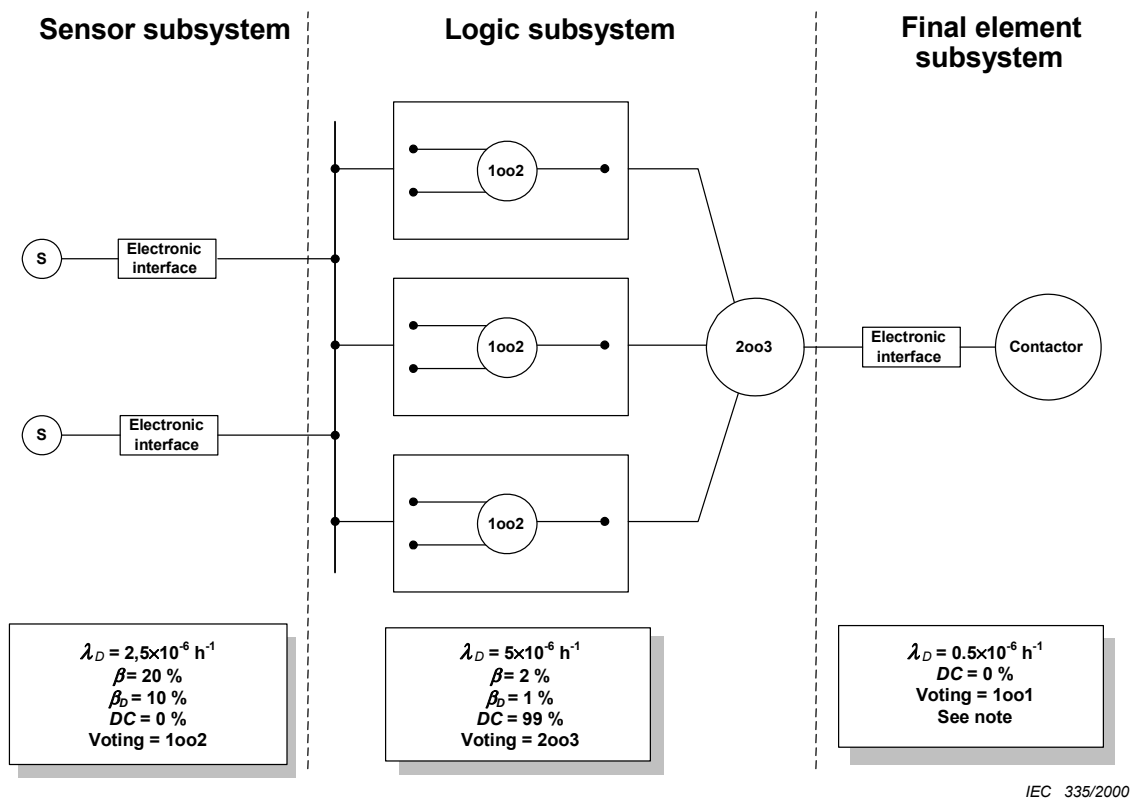 Sensor subsystem
Logic subsystem
Final element
subsystem
1oo2
S
Electronic
interface
1oo2
2oo3
Electronic
interface
Contactor
S
Electronic
interface
1oo2
λD = 2,5×10-6 h-1
β = 20 %
βD = 10 %
DC = 0 %
Voting = 1oo2
λD = 5×10-6 h-1
β = 2 %
βD = 1 %
DC = 99 %
Voting = 2oo3
λD = 0.5×10-6 h-1
DC = 0 %
Voting = 1oo1
See note
IEC 335/2000